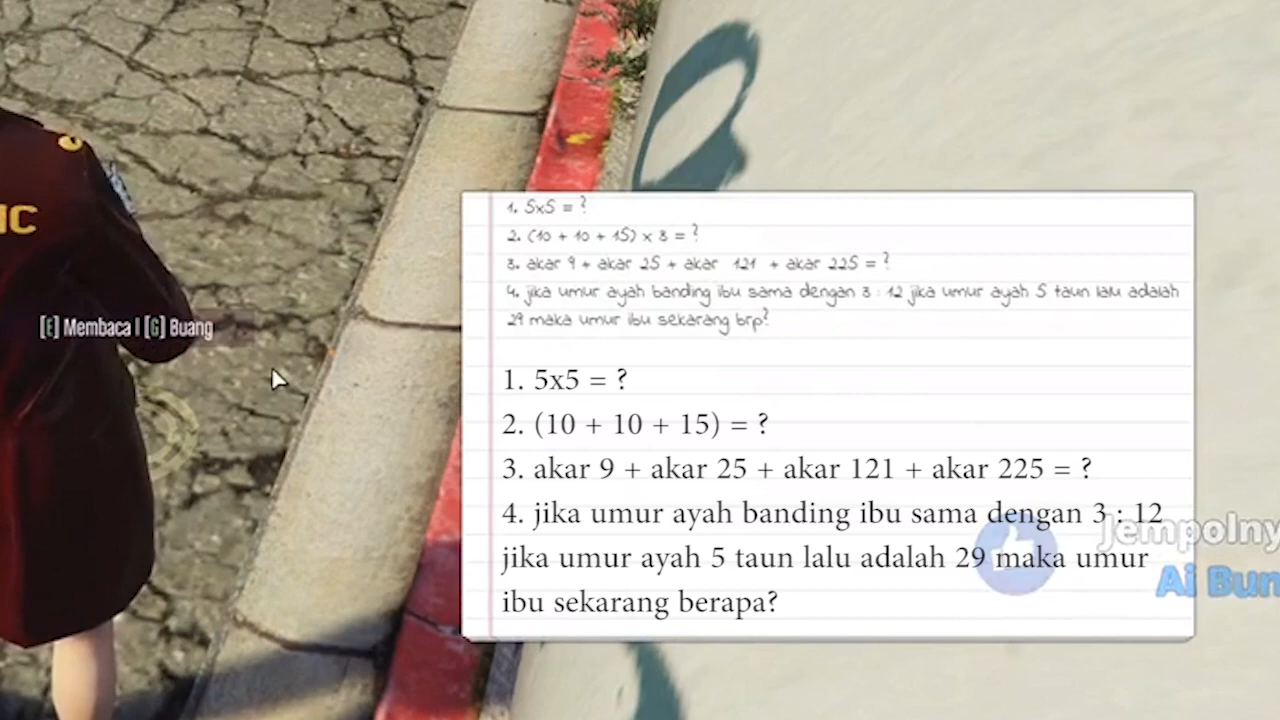 IC
[E] Membaca | [G] Buang
1. 5x5 = ?
2. (10 + 10 + 15) x 3 = ?
3. akar 9 + akar 25 + akar 121 + akar 225 = ?
4. jika umur ayah banding ibu sama dengan 3 : 12 jika umur ayah 5 taun lalu adalah
29 maka umur ibu sekarang brp?
1. 5x5 = ?
2. (10 + 10 + 15) = ?
3. akar 9 + akar 25 + akar 121 + akar 225 = ?
4. jika umur ayah banding ibu sama dengan 3 : 12
jika umur ayah 5 taun lalu adalah 29 maka umur
ibu sekarang berapa?
Jempolny
Ai Bun